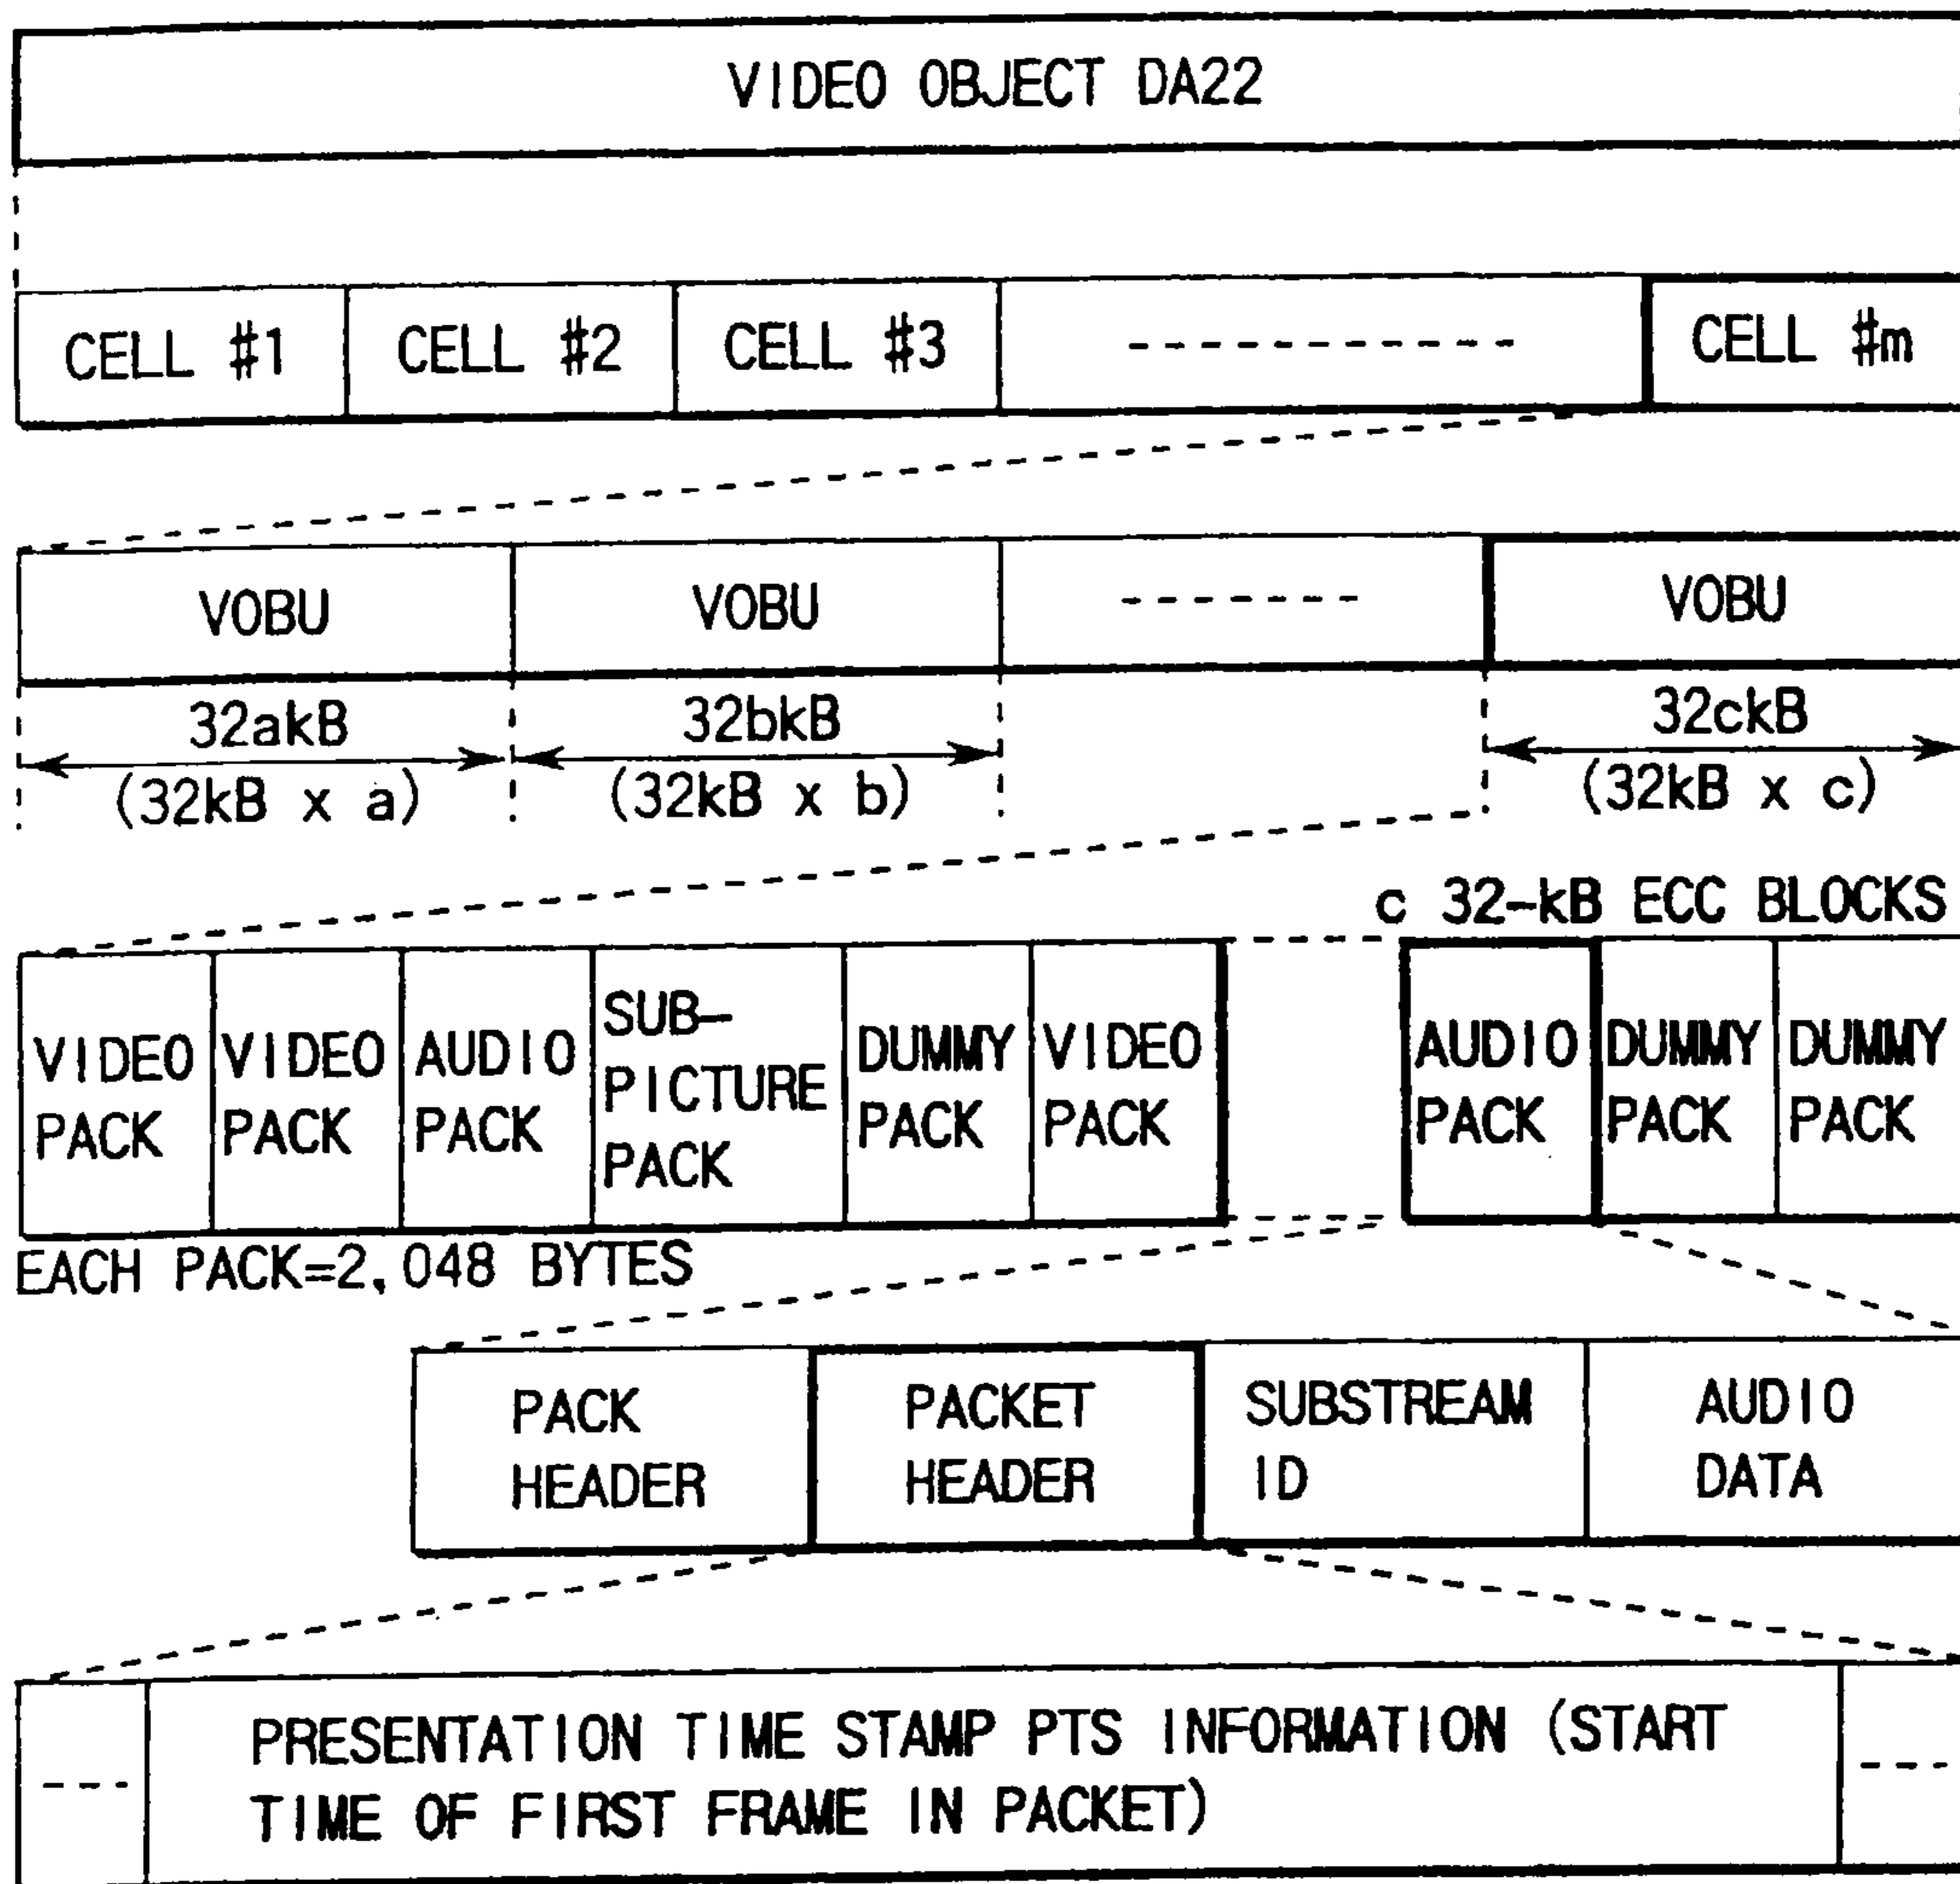 VIDEO OBJECT DA22
CELL #1 CELL #2 CELL #3 ------------ CELL #m
VOBU VOBU ------- VOBU
32akB 32bkB 32ckB
(32kB x a) (32kB x b) (32kB x c)
c 32-kB ECC BLOCKS
VIDEO PACK
VIDEO PACK
AUDIO PACK
SUB-
PICTURE
PACK
DUMMY PACK
VIDEO PACK
AUDIO PACK
DUMMY PACK
DUMMY PACK
EACH PACK=2,048 BYTES
PACK
HEADER
PACKET
HEADER
SUBSTREAM
ID
AUDIO
DATA
--- PRESENTATION TIME STAMP PTS INFORMATION (START
TIME OF FIRST FRAME IN PACKET) ---